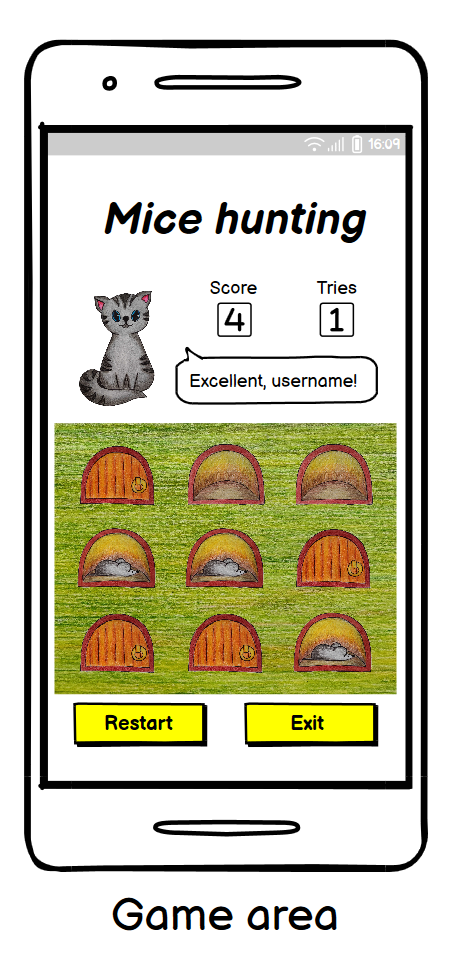 16:09
Mice hunting
Score Tries
4 1
Excellent, username!
Restart Exit
Game area